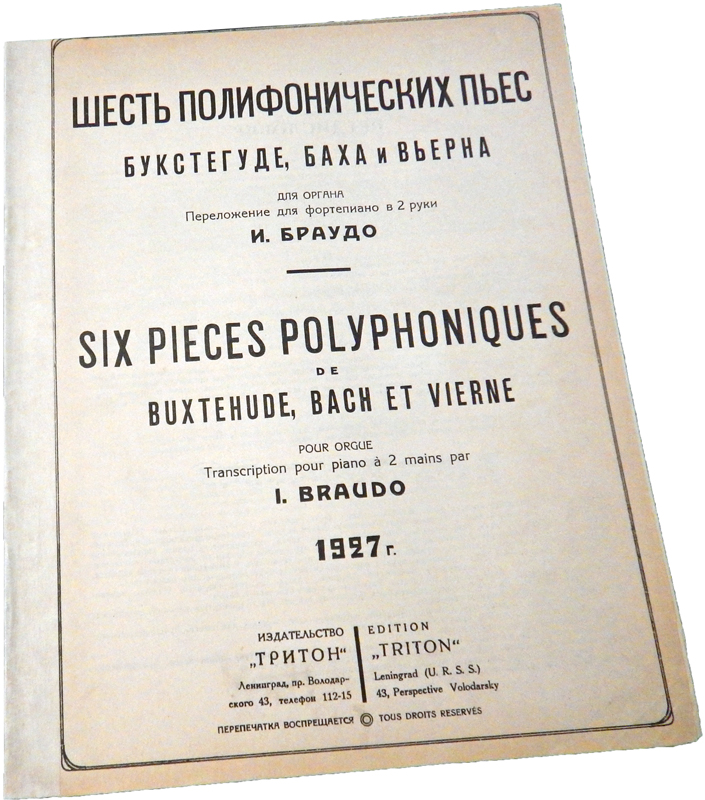 ШЕСТЬ ПОЛИФОНИЧЕСКИХ ПЬЕС
БУКСТЕГУДЕ, БАХА и ВЬЕРНА
ДЛЯ ОРГАНА
Переложение для фортепиано в 2 руки
И. БРАУДО
SIX PIECES POLYPHONIQUES
DE
BUXTEHUDE, BACH ET VIERNE
POUR ORGUE
Transcription pour piano à 2 mains par
I. BRAUDO
1927 г.
ИЗДАТЕЛЬСТВО
„ТРИТОН“
Ленинград, пр. Володар-
ского 43, телефон 112-15
EDITION
„TRITON“
Leningrad (U. R. S. S.)
43, Perspective Volodarsky
ПЕРЕПЕЧАТКА ВОСПРЕЩАЕТСЯ © TOUS DROITS RESERVÉS